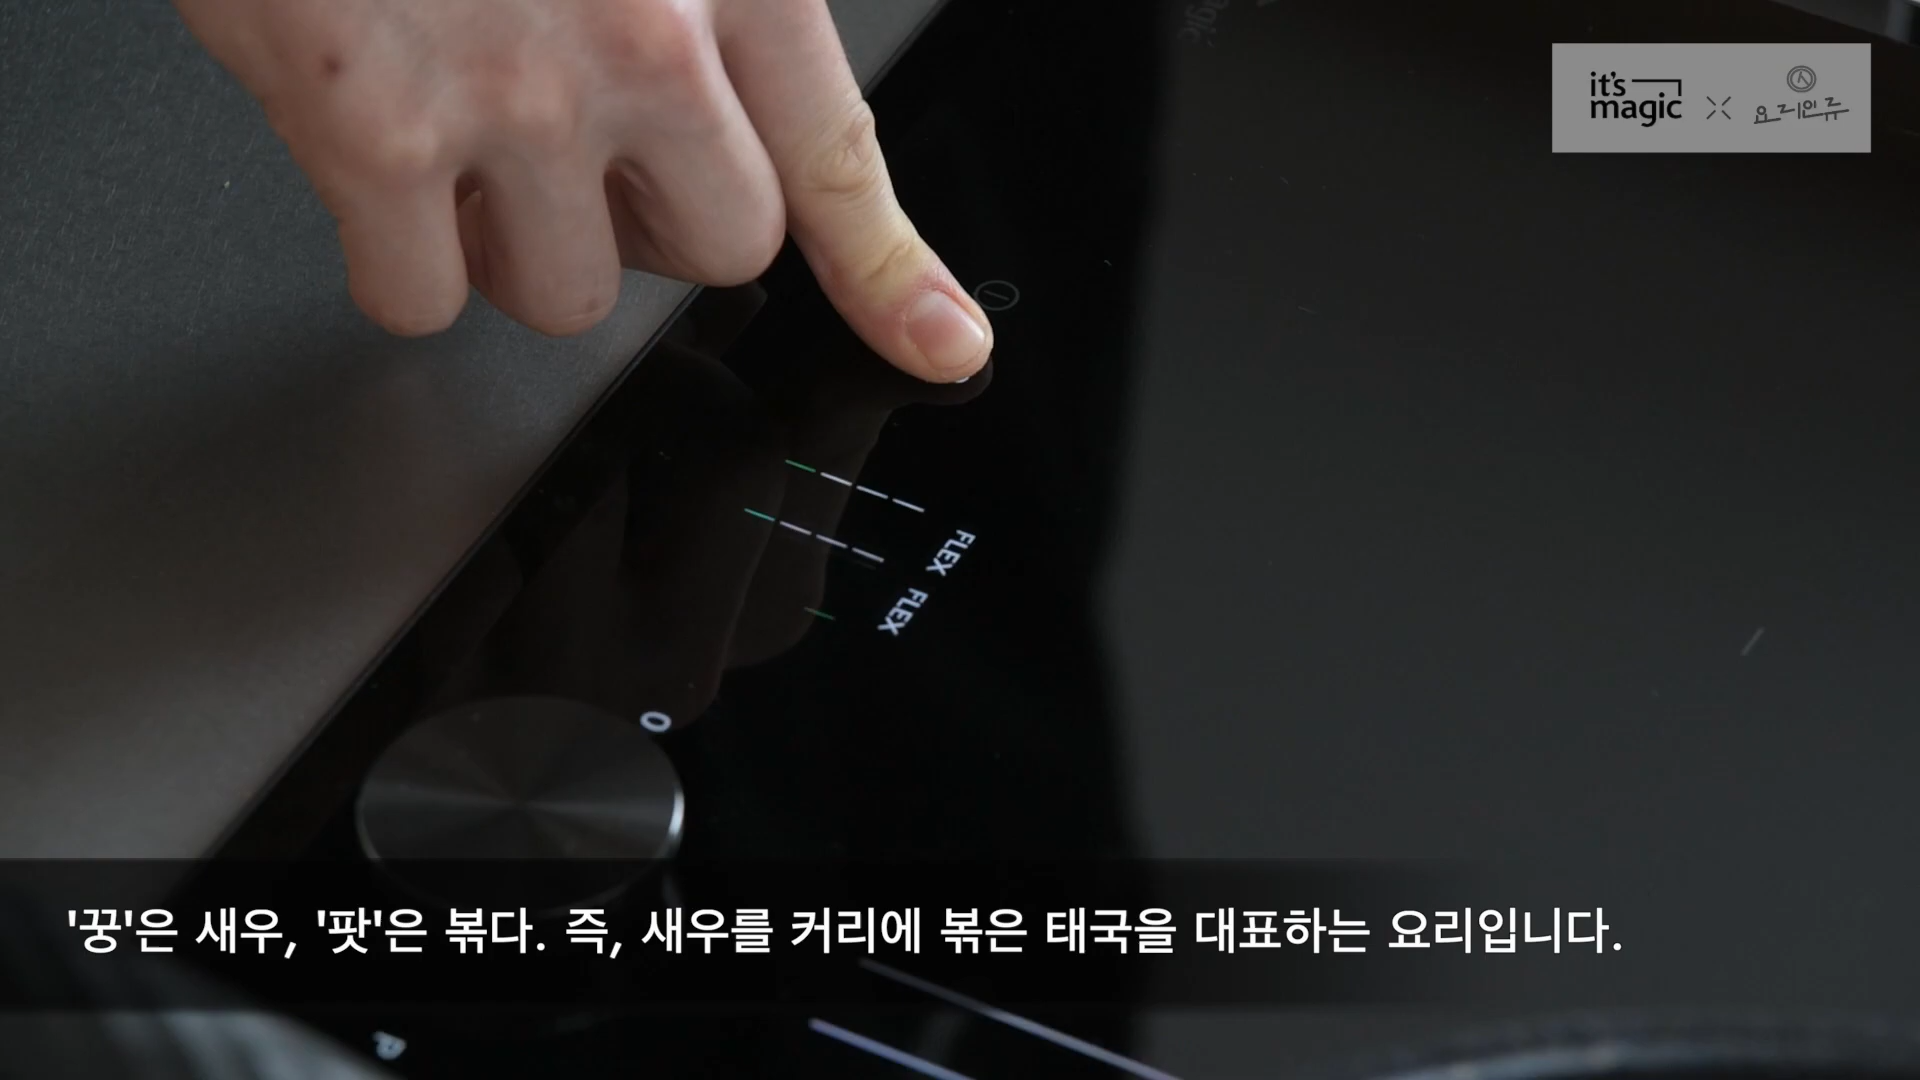 it's
magic
요리인류
FLEX
FLEX
0
P
'꿍'은 새우, '팟'은 볶다. 즉, 새우를 커리에 볶은 태국을 대표하는 요리입니다.